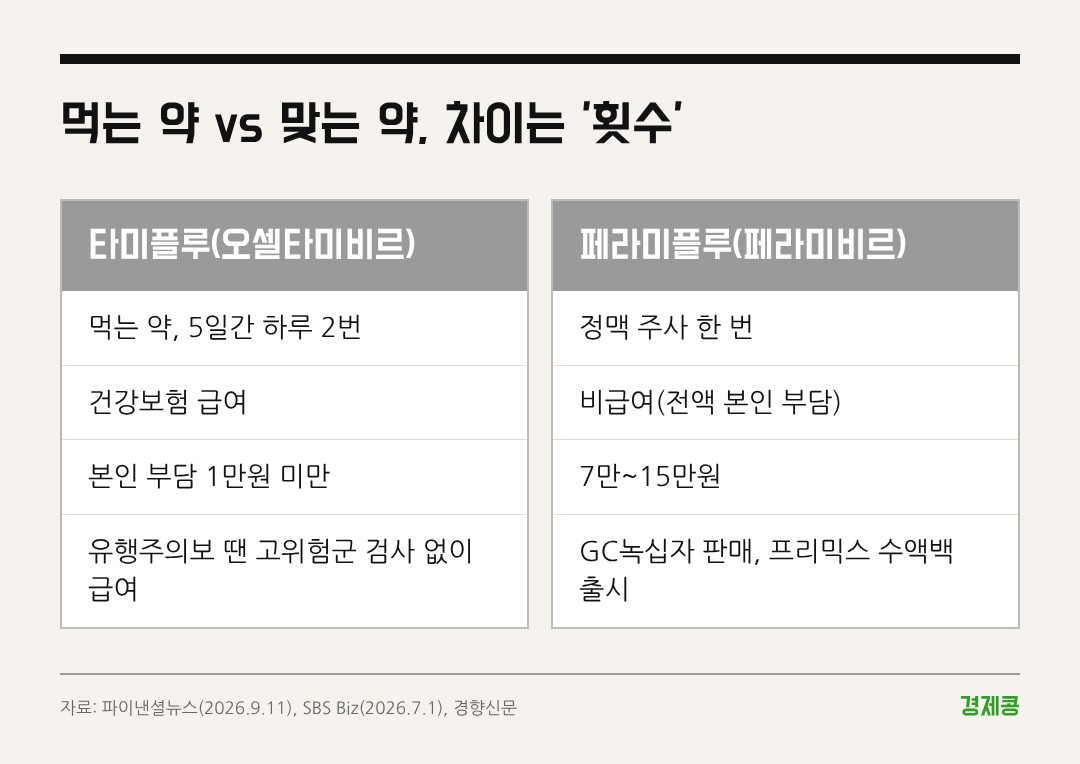 먹는 약 vs 맞는 약, 차이는 '횟수'
타미플루(오셀타미비르)
먹는 약, 5일간 하루 2번
건강보험 급여
본인 부담 1만원 미만
유행주의보 땐 고위험군 검사 없이
급여
페라미플루(페라미비르)
정맥 주사 한 번
비급여(전액 본인 부담)
7만~15만원
GC녹십자 판매, 프리믹스 수액백
출시
자료: 파이낸셜뉴스(2026.9.11), SBS Biz(2026.7.1), 경향신문
경제콩